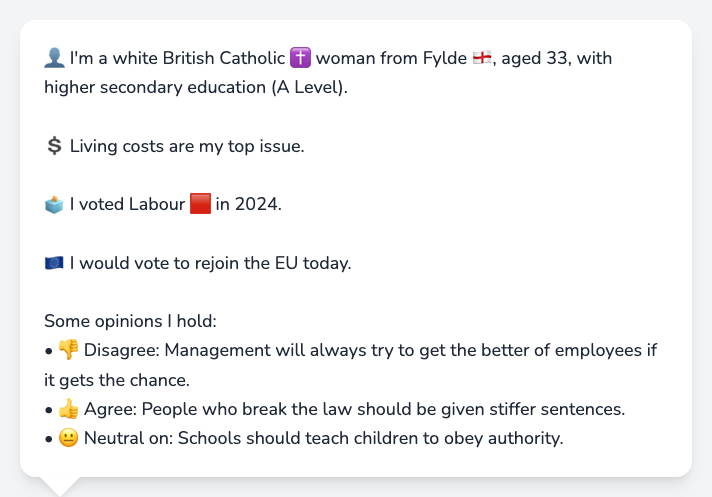 👤 I'm a white British Catholic ✝️ woman from Fylde 🏴󠁧󠁢󠁥󠁮󠁧󠁿, aged 33, with
higher secondary education (A Level).
💲 Living costs are my top issue.
🗳️ I voted Labour 🟥 in 2024.
🇪🇺 I would vote to rejoin the EU today.
Some opinions I hold:
• 👎 Disagree: Management will always try to get the better of employees if
it gets the chance.
• 👍 Agree: People who break the law should be given stiffer sentences.
• 😐 Neutral on: Schools should teach children to obey authority.